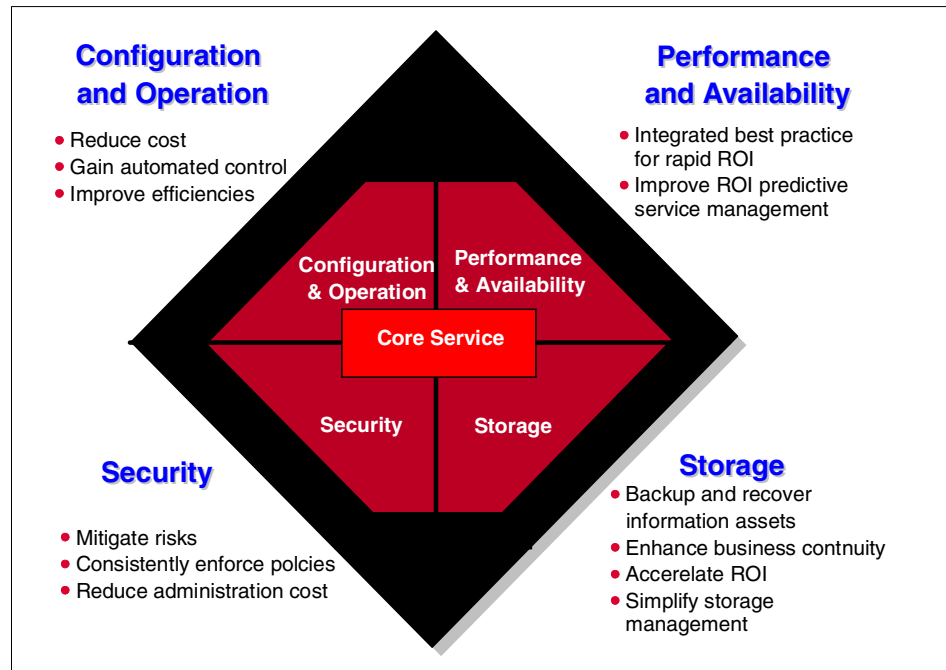 Configuration
and Operation
• Reduce cost
• Gain automated control
• Improve efficiencies
Performance
and Availability
• Integrated best practice
for rapid ROI
• Improve ROI predictive
service management
Configuration
& Operation
Performance
& Availability
Core Service
Security
Storage
Security
• Mitigate risks
• Consistently enforce polcies
• Reduce administration cost
Storage
• Backup and recover
information assets
• Enhance business contnuity
• Accerelate ROI
• Simplify storage
management